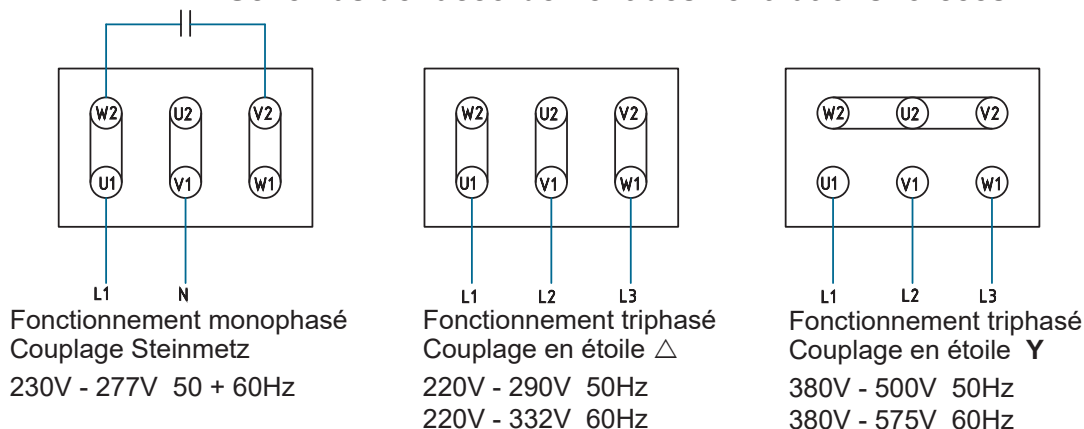 W2 U2 V2
U1 V1 W1
L1 N
Fonctionnement monophasé
Couplage Steinmetz
230V - 277V 50 + 60Hz
W2 U2 V2
U1 V1 W1
L1 L2 L3
Fonctionnement triphasé
Couplage en étoile △
220V - 290V 50Hz
220V - 332V 60Hz
W2 U2 V2
U1 V1 W1
L1 L2 L3
Fonctionnement triphasé
Couplage en étoile Y
380V - 500V 50Hz
380V - 575V 60Hz